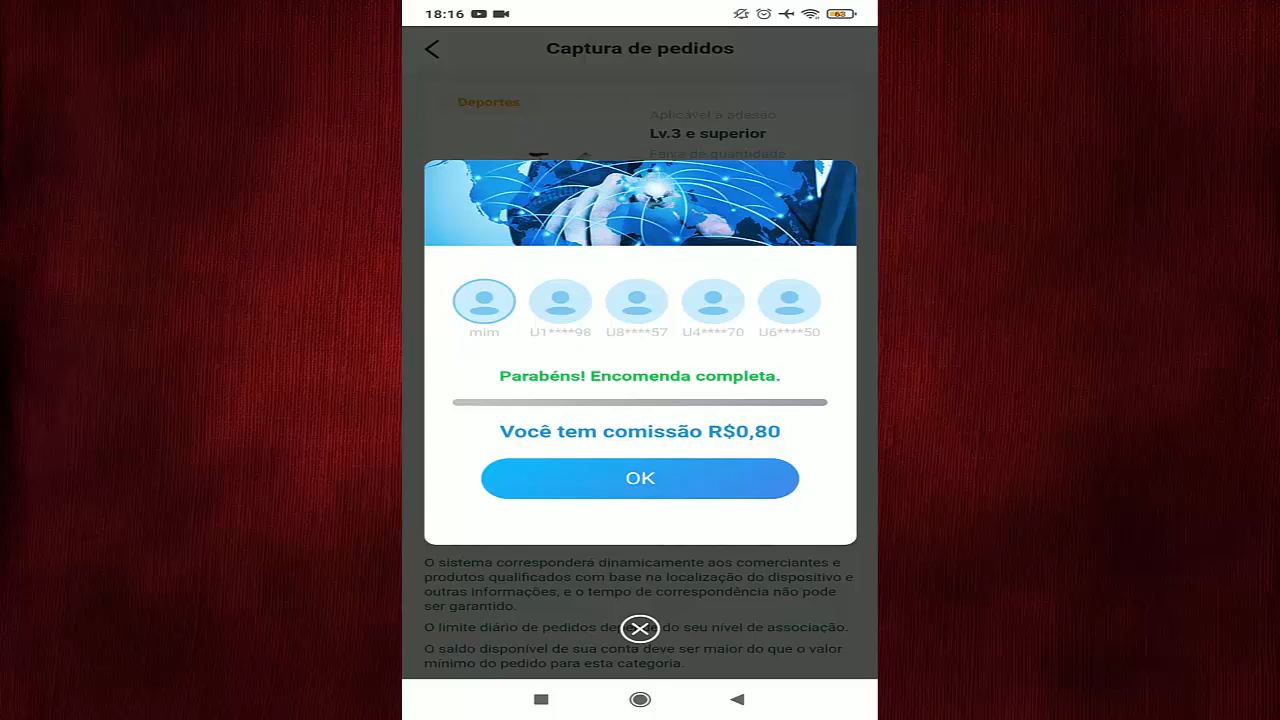 18:16
63
Captura de pedidos
Deportes
Aplicável a adesão
Lv.3 e superior
Faixa de quantidade
mim U1****98 U8****57 U4****70 U6****50
Parabéns! Encomenda completa.
Você tem comissão R$0,80
OK
O sistema corresponderá dinamicamente aos comerciantes e
produtos qualificados com base na localização do dispositivo e
outras informações, e o tempo de correspondência não pode
ser garantido.
O limite diário de pedidos depende do seu nível de associação.
O saldo disponível de sua conta deve ser maior do que o valor
mínimo do pedido para esta categoria.